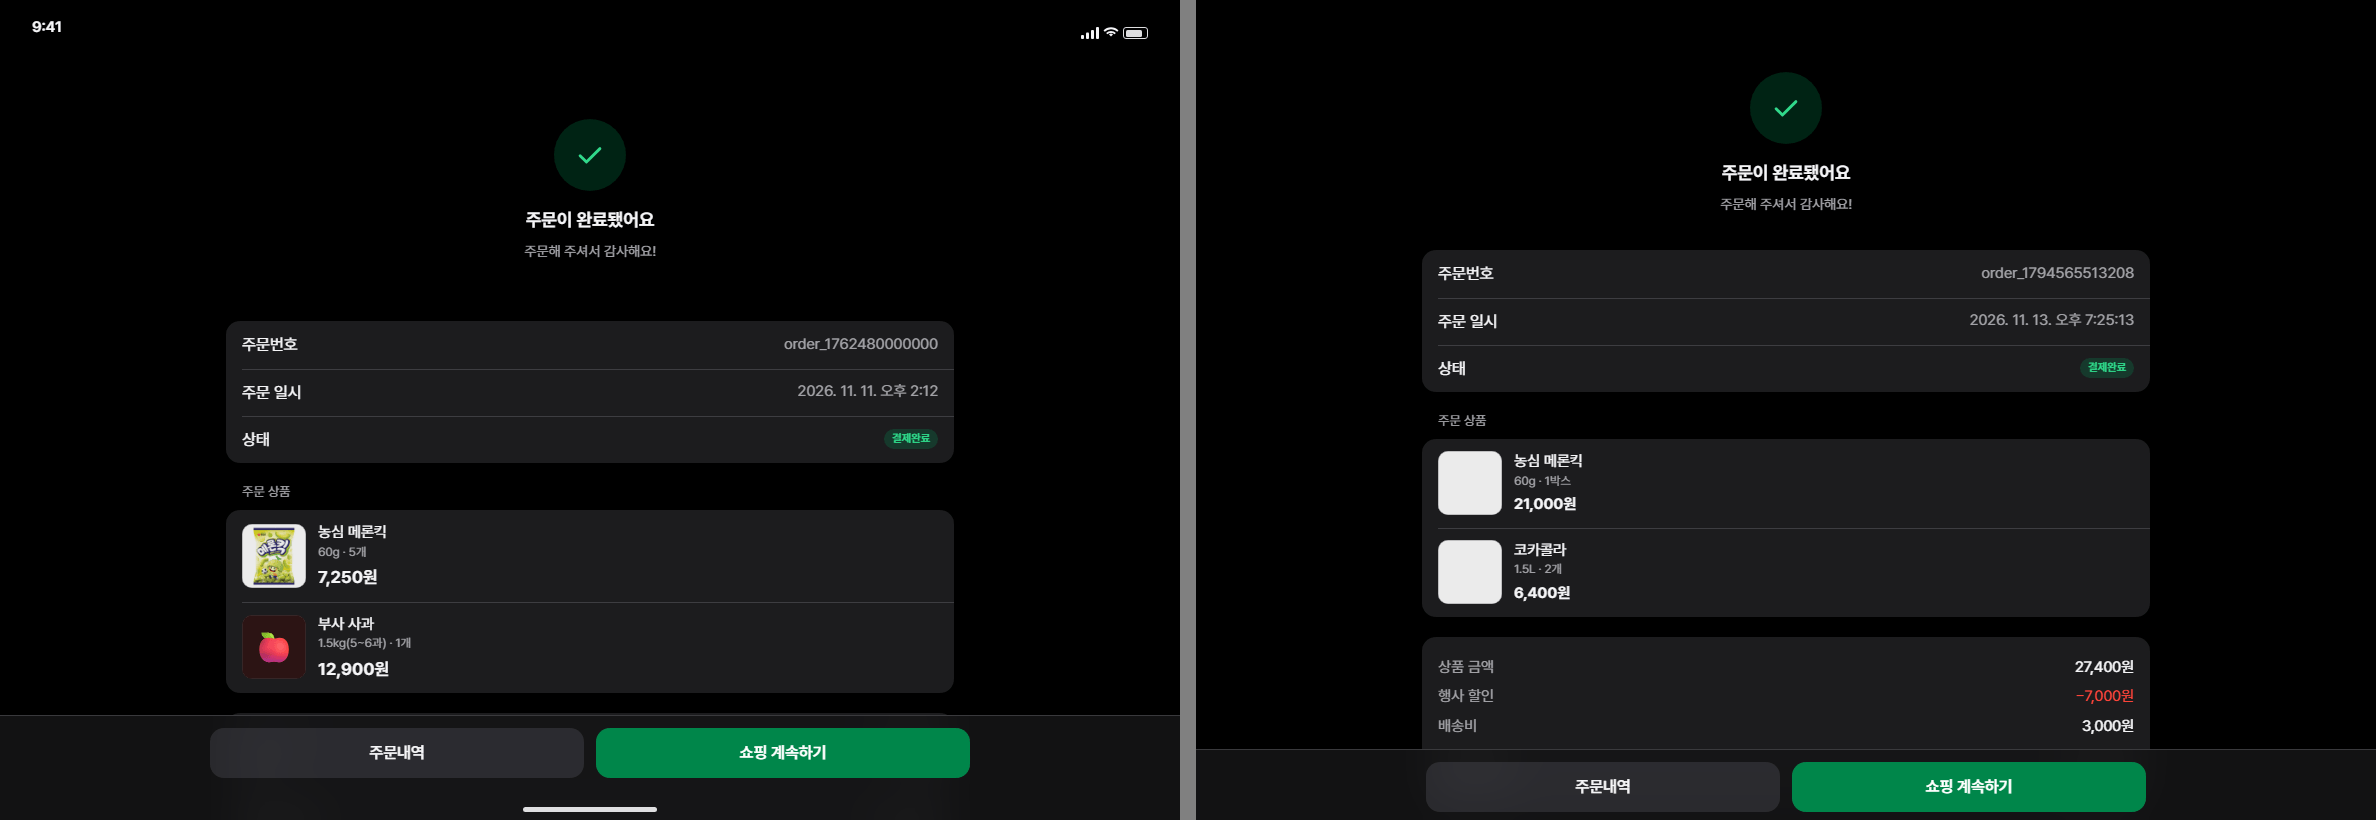 9:41
주문이 완료됐어요
주문해 주셔서 감사해요!
주문번호 order_1762480000000
주문 일시 2026. 11. 11. 오후 2:12
상태 결제완료
주문 상품
농심 메론킥
60g · 5개
7,250원
부사 사과
1.5kg(5~6과) · 1개
12,900원
주문내역 쇼핑 계속하기
주문이 완료됐어요
주문해 주셔서 감사해요!
주문번호 order_1794565513208
주문 일시 2026. 11. 13. 오후 7:25:13
상태 결제완료
주문 상품
농심 메론킥
60g · 1박스
21,000원
코카콜라
1.5L · 2개
6,400원
상품 금액 27,400원
행사 할인 -7,000원
배송비 3,000원
주문내역 쇼핑 계속하기